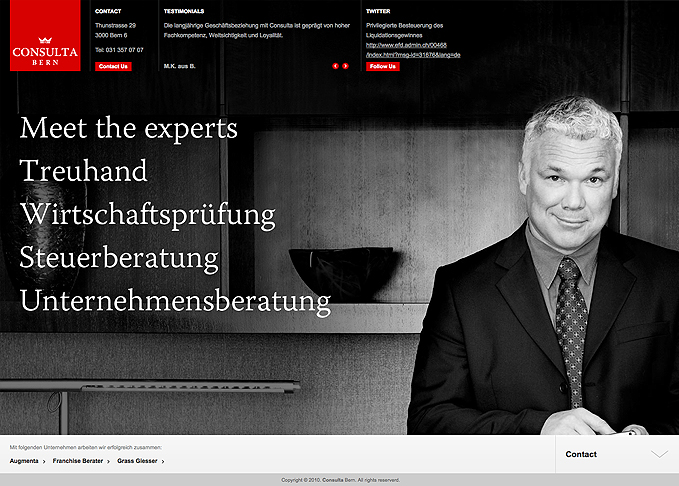 CONSULTA
BERN
CONTACT
Thunstrasse 29
3000 Bern 6
Tel: 031 357 07 07
Contact Us
TESTIMONIALS
Die langjährige Geschäftsbeziehung mit Consulta ist geprägt von hoher
Fachkompetenz, Weitsichtigkeit und Loyalität.
M.K. aus B.
TWITTER
Privilegierte Besteuerung des
Liquidationsgewinnes
http://www.efd.admin.ch/00468
/index.html?msg-id=31676&lang=de
Follow Us
Meet the experts
Treuhand
Wirtschaftsprüfung
Steuerberatung
Unternehmensberatung
Mit folgenden Unternehmen arbeiten wir erfolgreich zusammen:
Augmenta › Franchise Berater › Grass Giesser ›
Contact
Copyright © 2010. Consulta Bern. All rights reserverd.